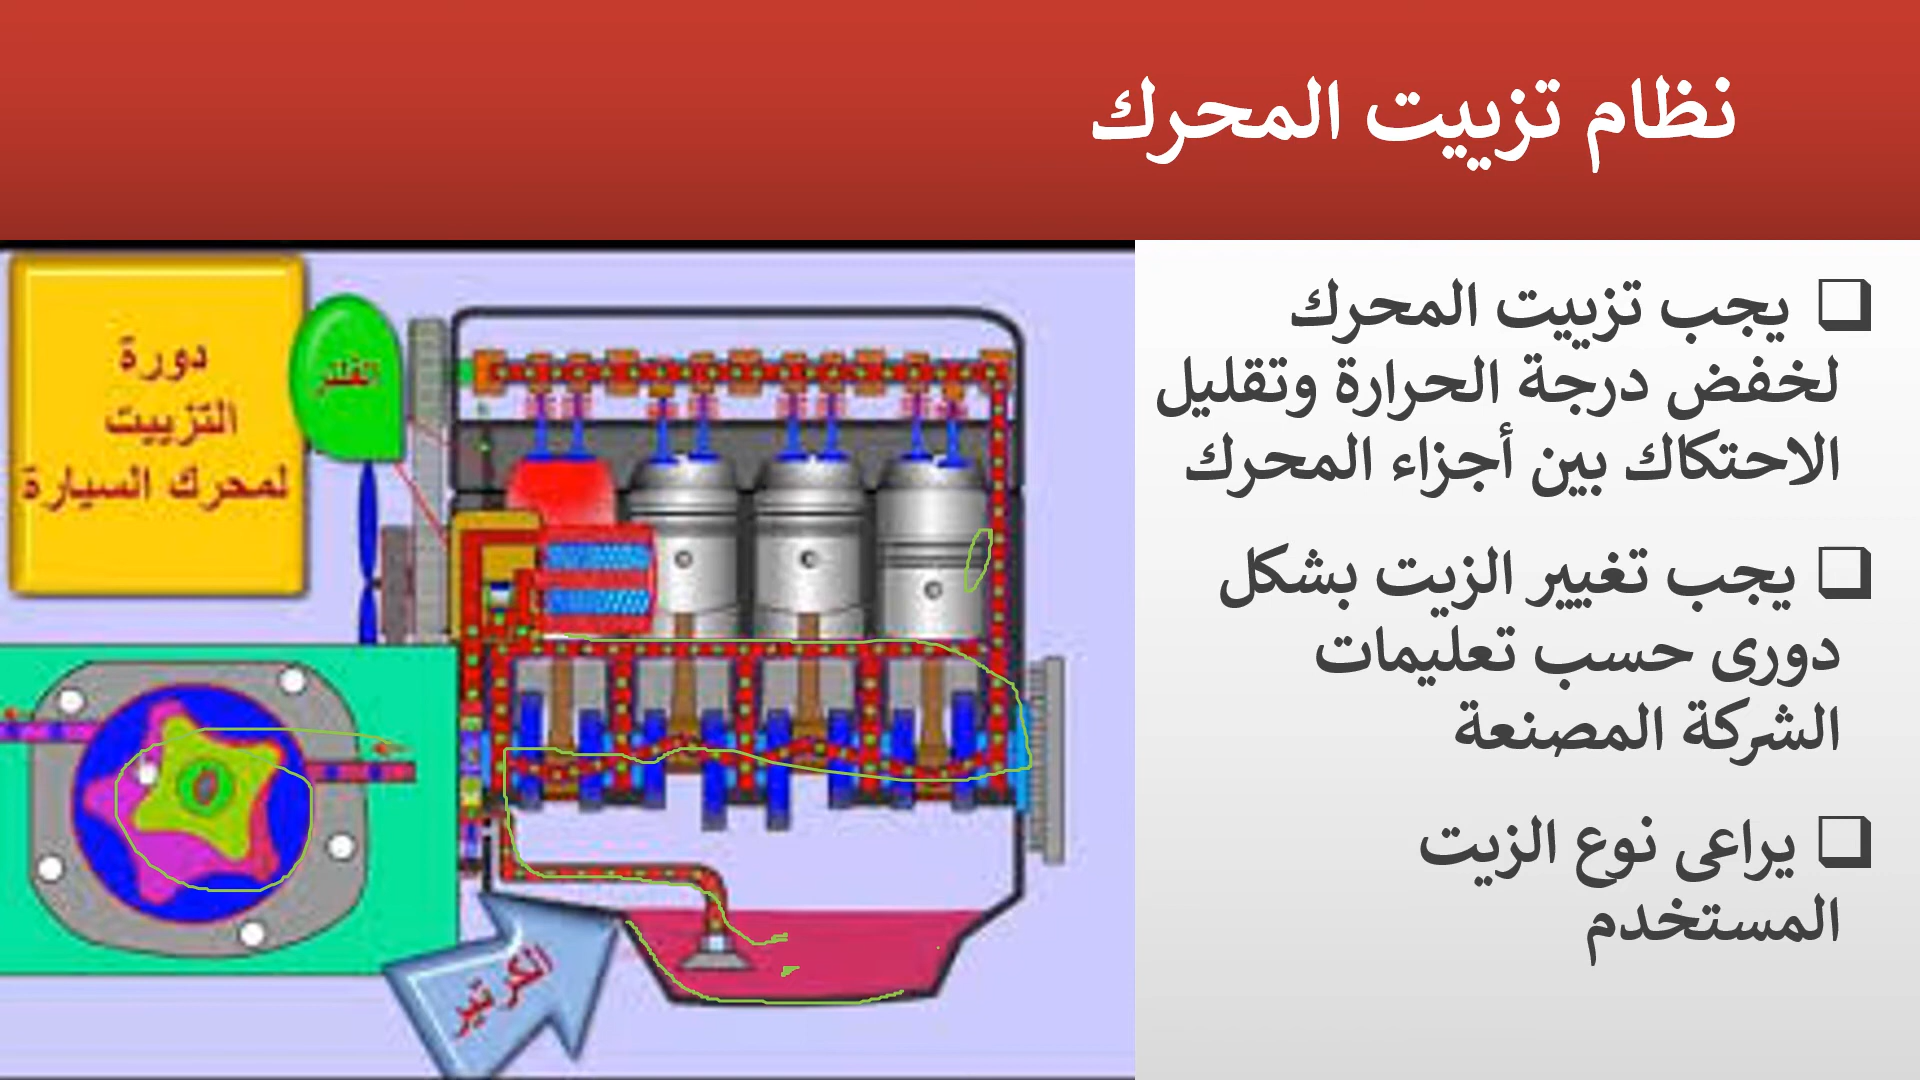 نظام تزييت المحرك
يجب تزييت المحرك
لخفض درجة الحرارة وتقليل
الاحتكاك بين أجزاء المحرك
يجب تغيير الزيت بشكل
دورى حسب تعليمات
الشركة المصنعة
يراعى نوع الزيت
المستخدم
دورة
التزييت
لمحرك السيارة
الفلتر
الكرتير